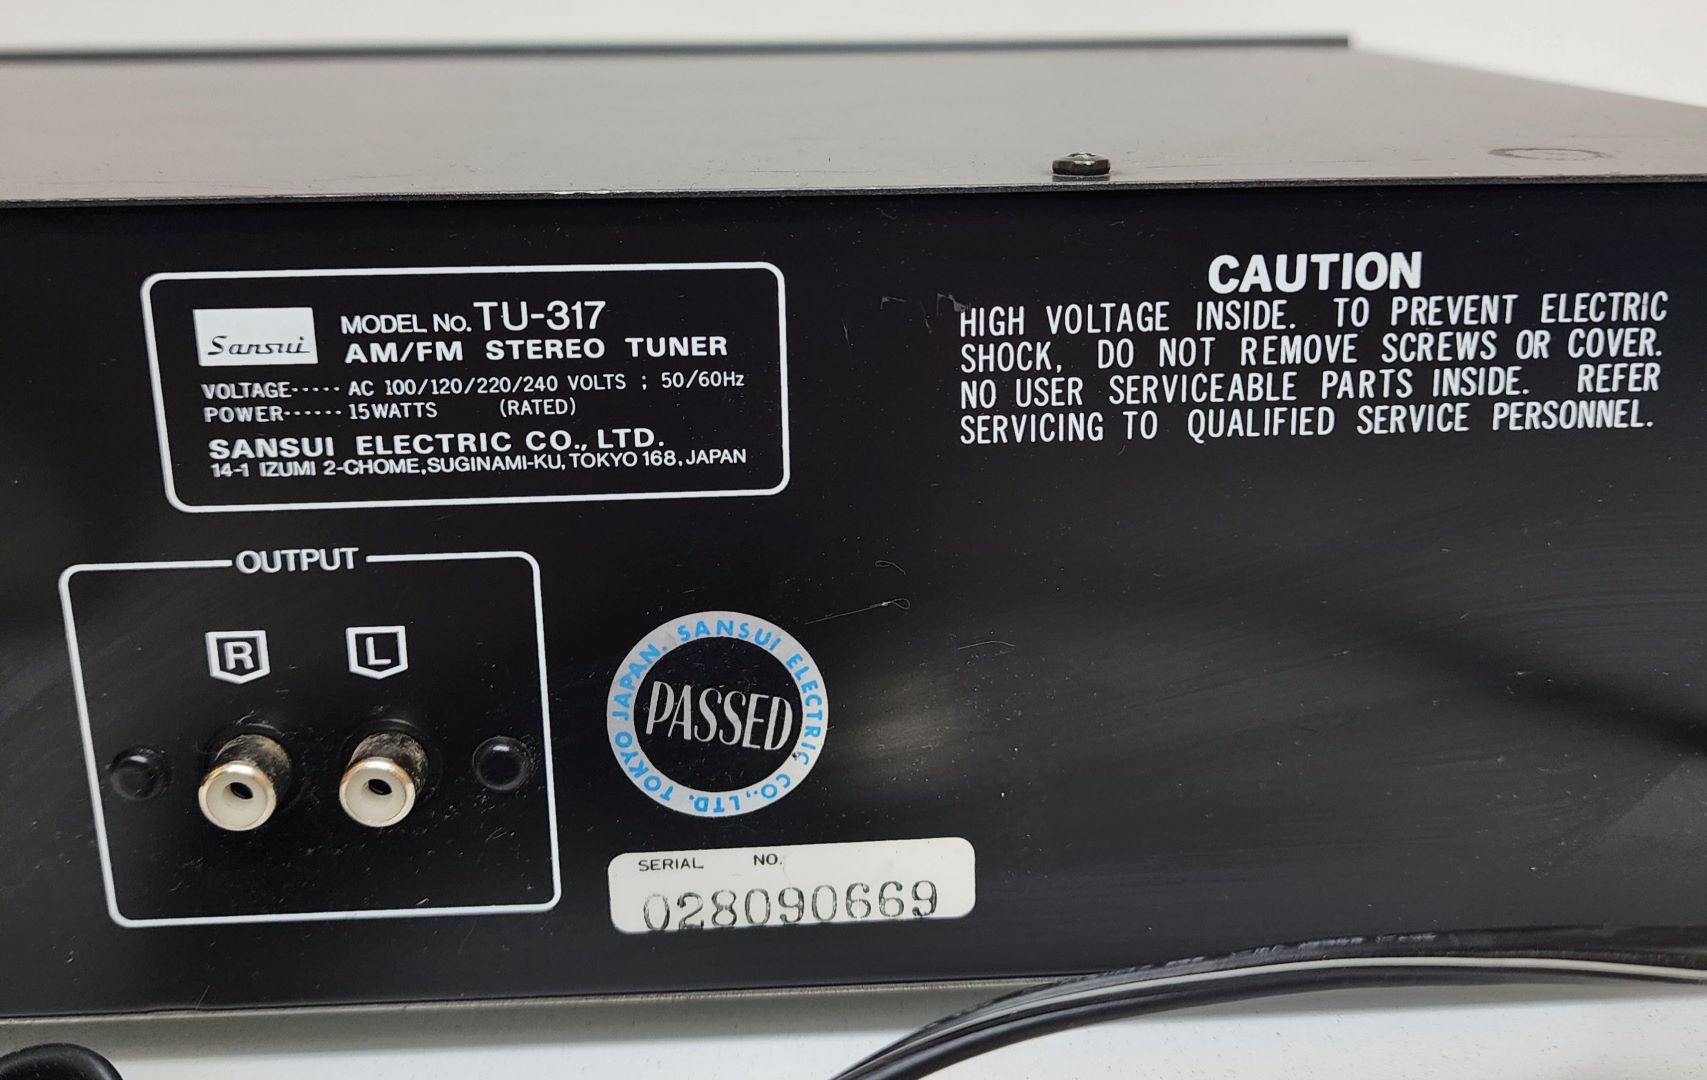 Sansui
MODEL No. TU-317
AM/FM STEREO TUNER
VOLTAGE····· AC 100/120/220/240 VOLTS ; 50/60Hz
POWER······ 15WATTS (RATED)
SANSUI ELECTRIC CO., LTD.
14-1 IZUMI 2-CHOME, SUGINAMI-KU, TOKYO 168, JAPAN
CAUTION
HIGH VOLTAGE INSIDE. TO PREVENT ELECTRIC
SHOCK, DO NOT REMOVE SCREWS OR COVER.
NO USER SERVICEABLE PARTS INSIDE. REFER
SERVICING TO QUALIFIED SERVICE PERSONNEL.
OUTPUT
R L
SANSUI ELECTRIC CO., LTD. TOKYO JAPAN.
PASSED
SERIAL NO.
028090669